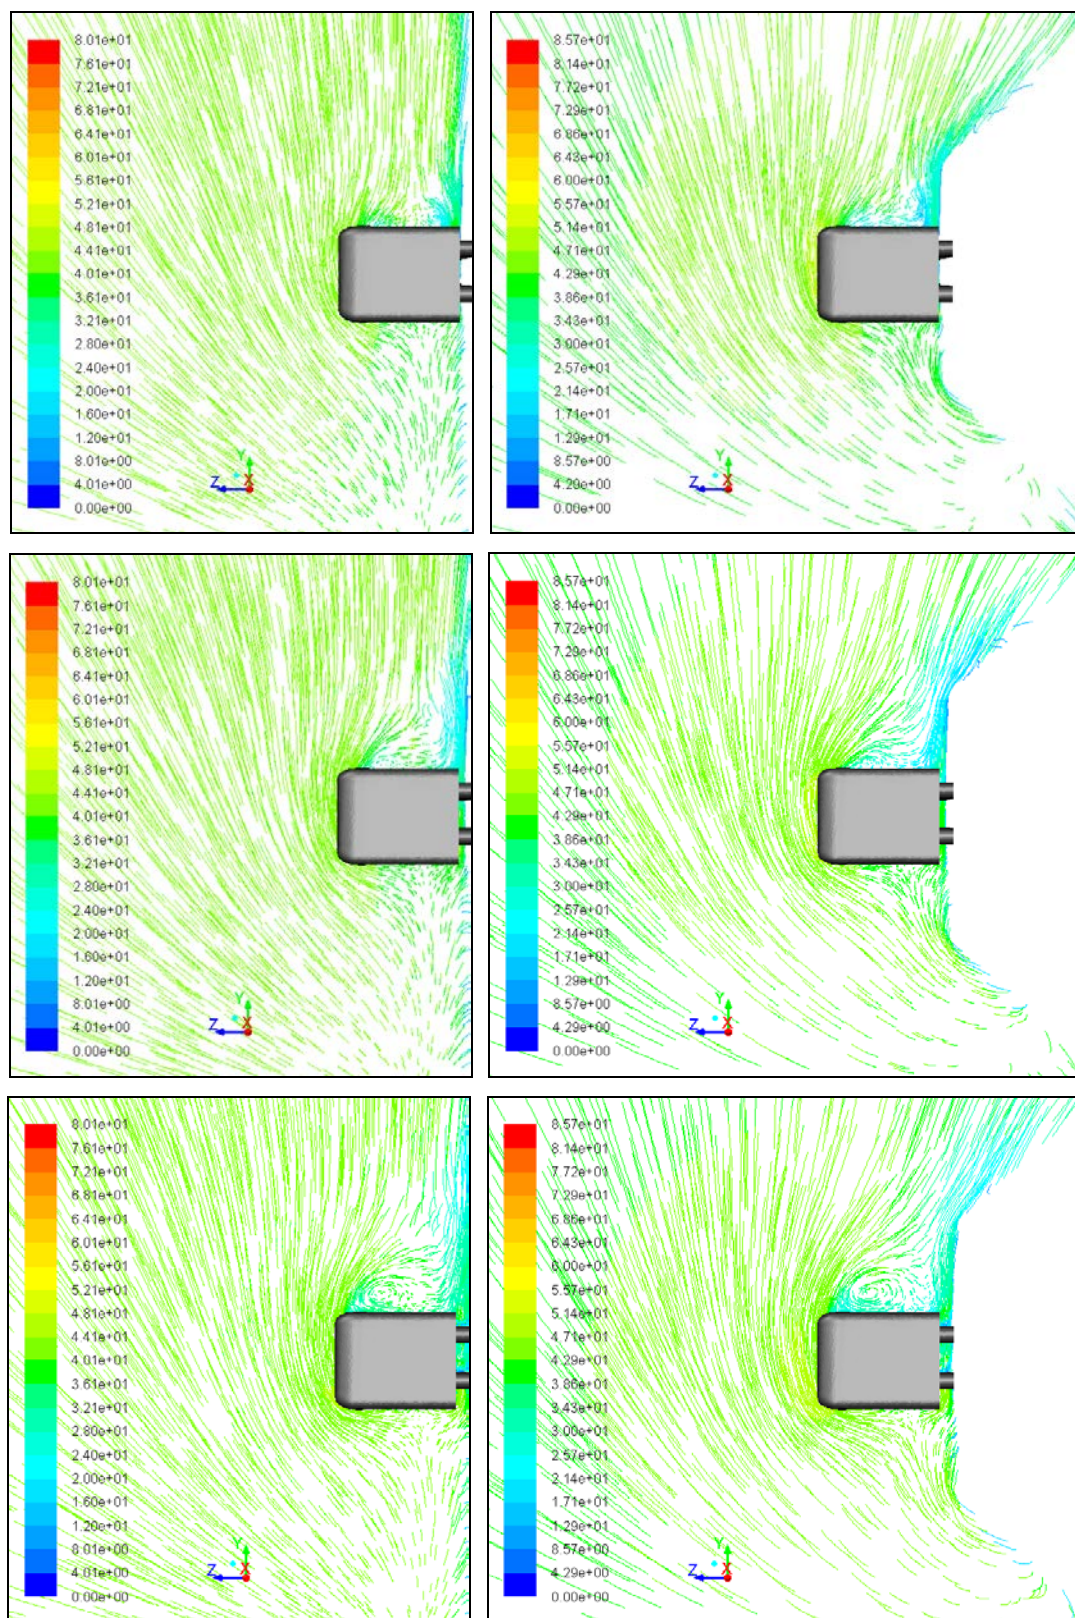 8.01e+01
7.61e+01
7.21e+01
6.81e+01
6.41e+01
6.01e+01
5.61e+01
5.21e+01
4.81e+01
4.41e+01
4.01e+01
3.61e+01
3.21e+01
2.80e+01
2.40e+01
2.00e+01
1.60e+01
1.20e+01
8.01e+00
4.01e+00
0.00e+00
Y
Z
X
8.57e+01
8.14e+01
7.72e+01
7.29e+01
6.86e+01
6.43e+01
6.00e+01
5.57e+01
5.14e+01
4.71e+01
4.29e+01
3.86e+01
3.43e+01
3.00e+01
2.57e+01
2.14e+01
1.71e+01
1.29e+01
8.57e+00
4.29e+00
0.00e+00
Y
Z
X
8.01e+01
7.61e+01
7.21e+01
6.81e+01
6.41e+01
6.01e+01
5.61e+01
5.21e+01
4.81e+01
4.41e+01
4.01e+01
3.61e+01
3.21e+01
2.80e+01
2.40e+01
2.00e+01
1.60e+01
1.20e+01
8.01e+00
4.01e+00
0.00e+00
Y
Z
X
8.57e+01
8.14e+01
7.72e+01
7.29e+01
6.86e+01
6.43e+01
6.00e+01
5.57e+01
5.14e+01
4.71e+01
4.29e+01
3.86e+01
3.43e+01
3.00e+01
2.57e+01
2.14e+01
1.71e+01
1.29e+01
8.57e+00
4.29e+00
0.00e+00
Y
Z
X
8.01e+01
7.61e+01
7.21e+01
6.81e+01
6.41e+01
6.01e+01
5.61e+01
5.21e+01
4.81e+01
4.41e+01
4.01e+01
3.61e+01
3.21e+01
2.80e+01
2.40e+01
2.00e+01
1.60e+01
1.20e+01
8.01e+00
4.01e+00
0.00e+00
Y
Z
X
8.57e+01
8.14e+01
7.72e+01
7.29e+01
6.86e+01
6.43e+01
6.00e+01
5.57e+01
5.14e+01
4.71e+01
4.29e+01
3.86e+01
3.43e+01
3.00e+01
2.57e+01
2.14e+01
1.71e+01
1.29e+01
8.57e+00
4.29e+00
0.00e+00
Y
Z
X